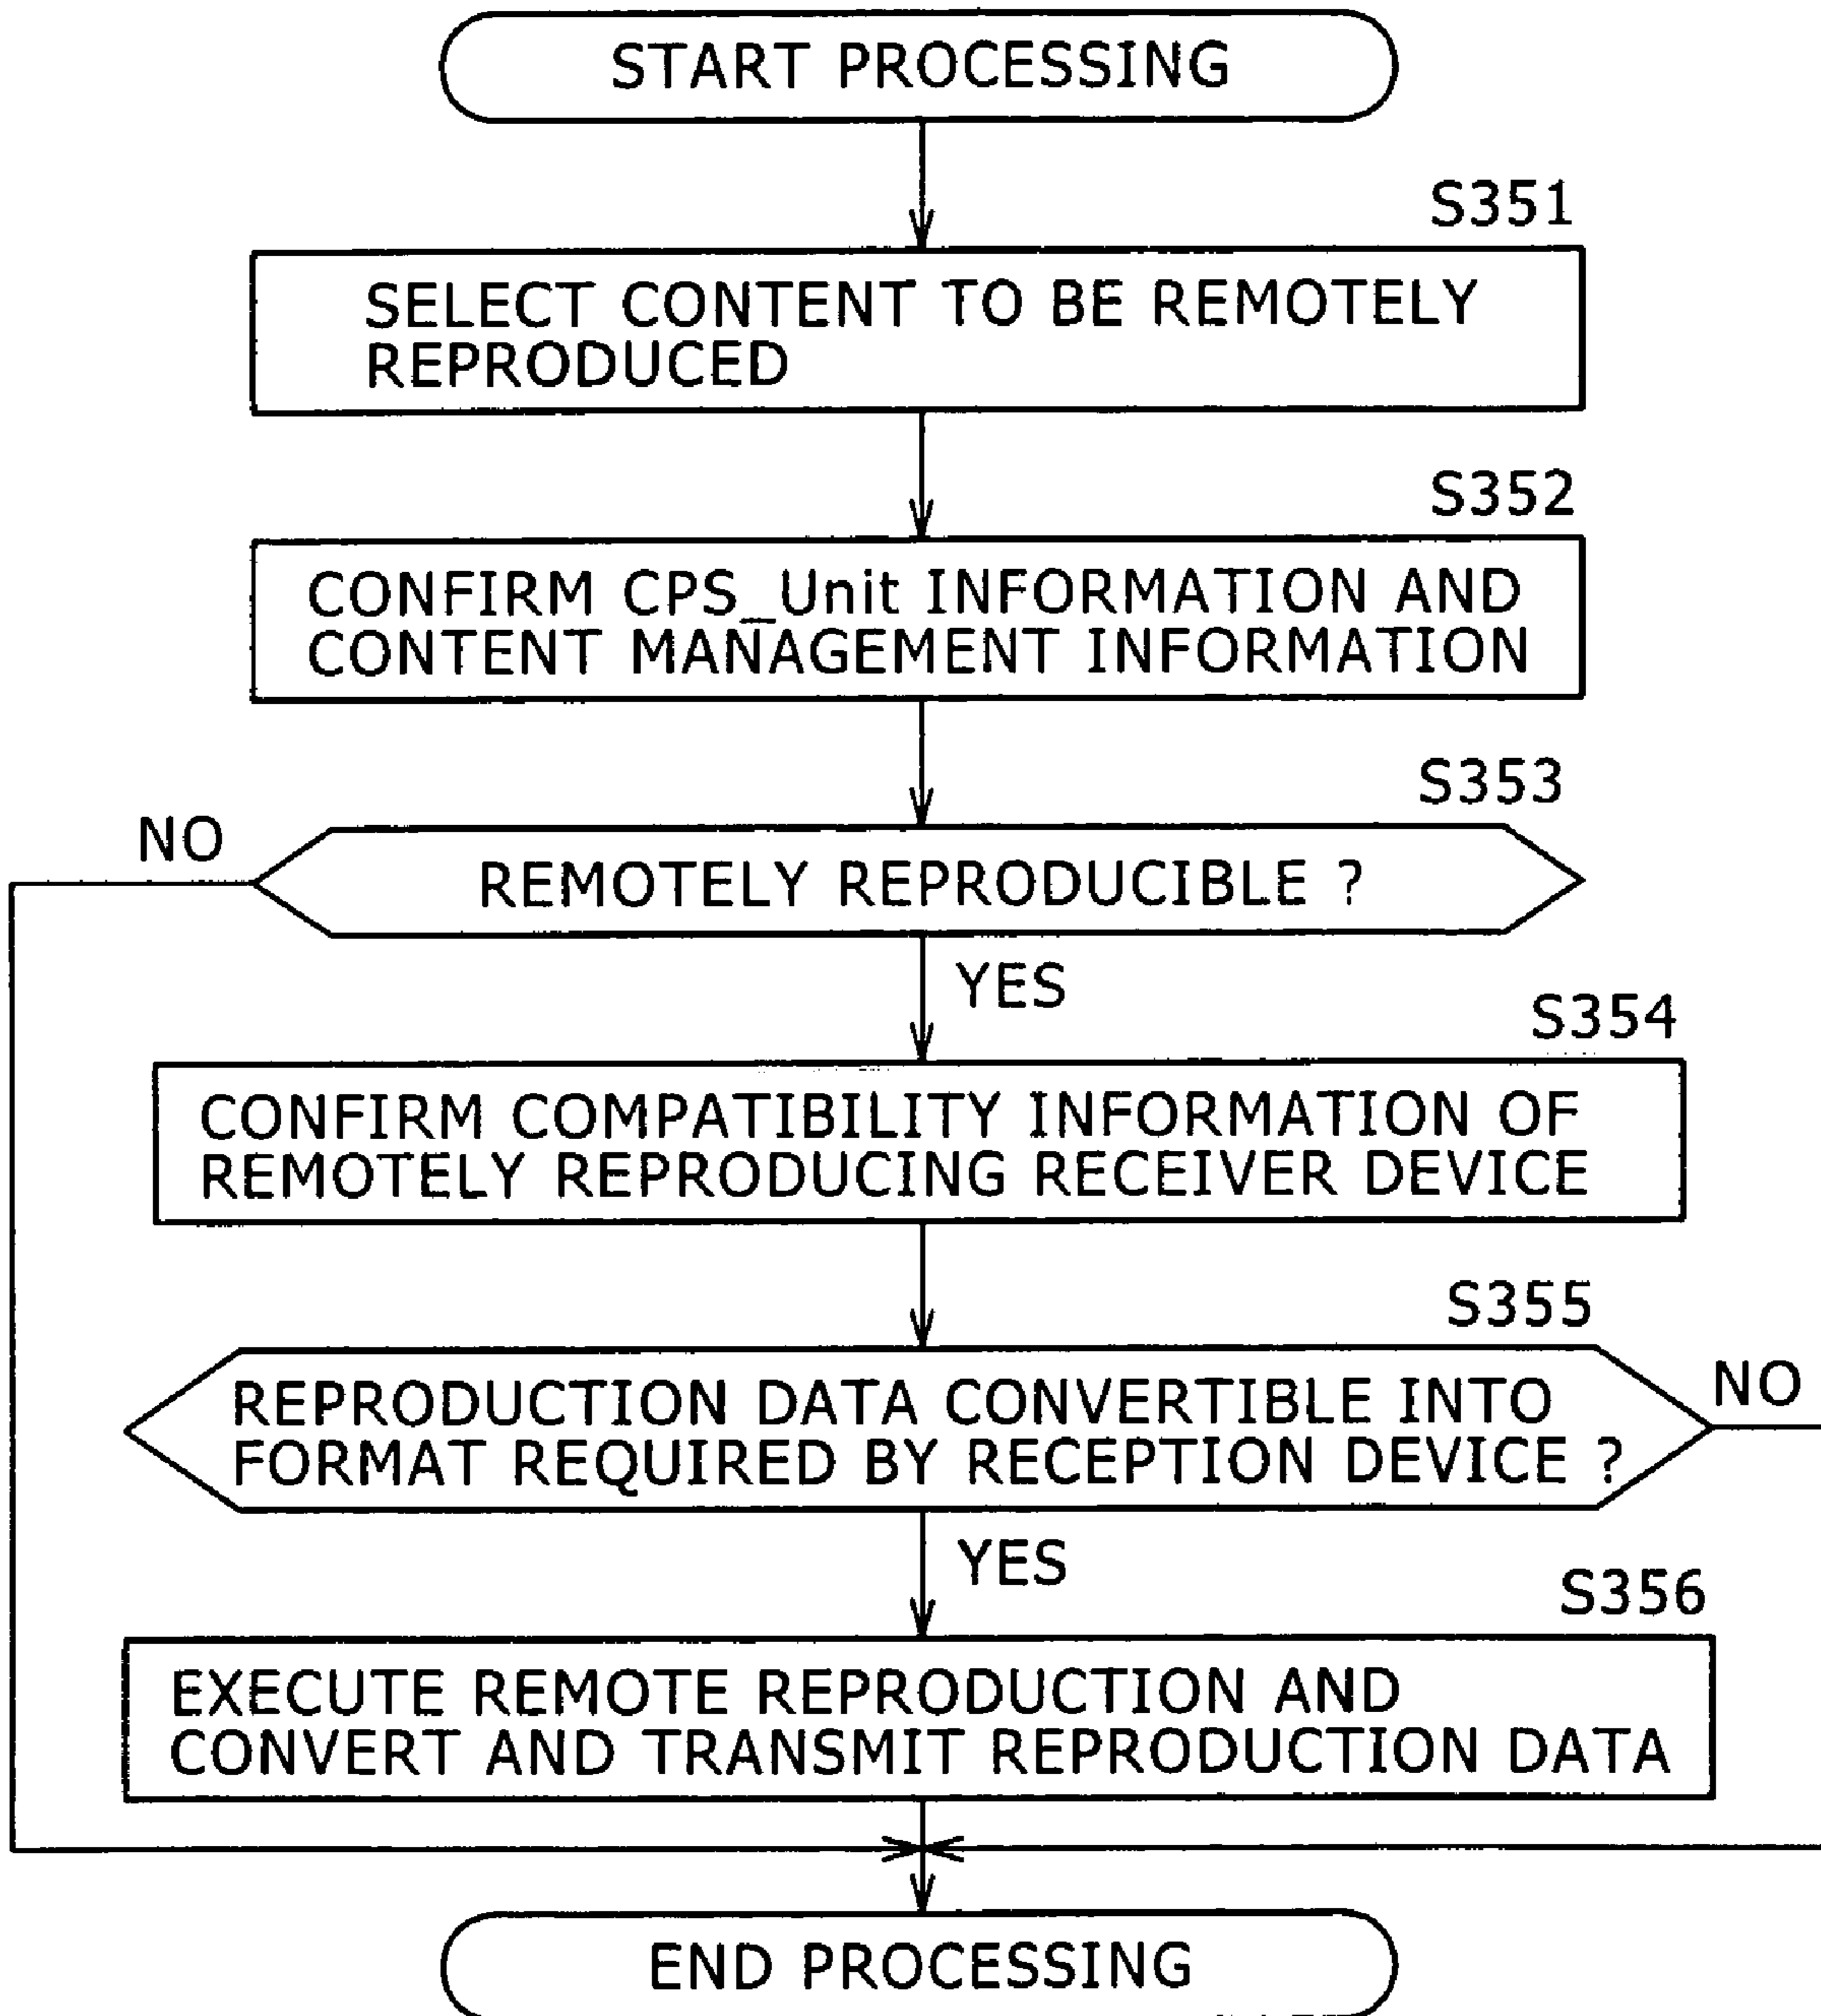 START PROCESSING
S351
SELECT CONTENT TO BE REMOTELY
REPRODUCED
S352
CONFIRM CPS_Unit INFORMATION AND
CONTENT MANAGEMENT INFORMATION
S353
NO
REMOTELY REPRODUCIBLE ?
YES
S354
CONFIRM COMPATIBILITY INFORMATION OF
REMOTELY REPRODUCING RECEIVER DEVICE
S355
REPRODUCTION DATA CONVERTIBLE INTO
FORMAT REQUIRED BY RECEPTION DEVICE ?
NO
YES
S356
EXECUTE REMOTE REPRODUCTION AND
CONVERT AND TRANSMIT REPRODUCTION DATA
END PROCESSING